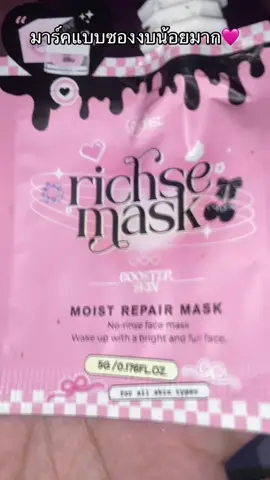 มาร์คแบบซองงบน้อยมาก🩷
richse
mask
BOOSTER
SKIN
MOIST REPAIR MASK
No-rinse face mask
Wake up with a bright and full face.
5G /0.176FL.OZ.
for all skin types